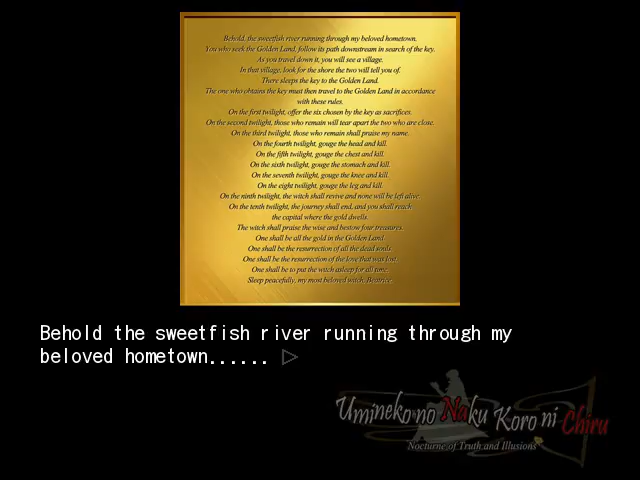 Behold, the sweetfish river running through my beloved hometown.
You who seek the Golden Land, follow its path downstream in search of the key.
As you travel down it, you will see a village.
In that village, look for the shore the two will tell you of.
There sleeps the key to the Golden Land.
The one who obtains the key must then travel to the Golden Land in accordance
with these rules.
On the first twilight, offer the six chosen by the key as sacrifices.
On the second twilight, those who remain will tear apart the two who are close.
On the third twilight, those who remain shall praise my name.
On the fourth twilight, gouge the head and kill.
On the fifth twilight, gouge the chest and kill.
On the sixth twilight, gouge the stomach and kill.
On the seventh twilight, gouge the knee and kill.
On the eight twilight, gouge the leg and kill.
On the ninth twilight, the witch shall revive and none will be left alive.
On the tenth twilight, the journey shall end, and you shall reach
the capital where the gold dwells.
The witch shall praise the wise and bestow four treasures.
One shall be all the gold in the Golden Land.
One shall be the resurrection of all the dead souls.
One shall be the resurrection of the love that was lost.
One shall be to put the witch asleep for all time.
Sleep peacefully, my most beloved witch, Beatrice.
Behold the sweetfish river running through my
beloved hometown......
Umineko no Naku Koro ni Chiru
Nocturne of Truth and Illusions